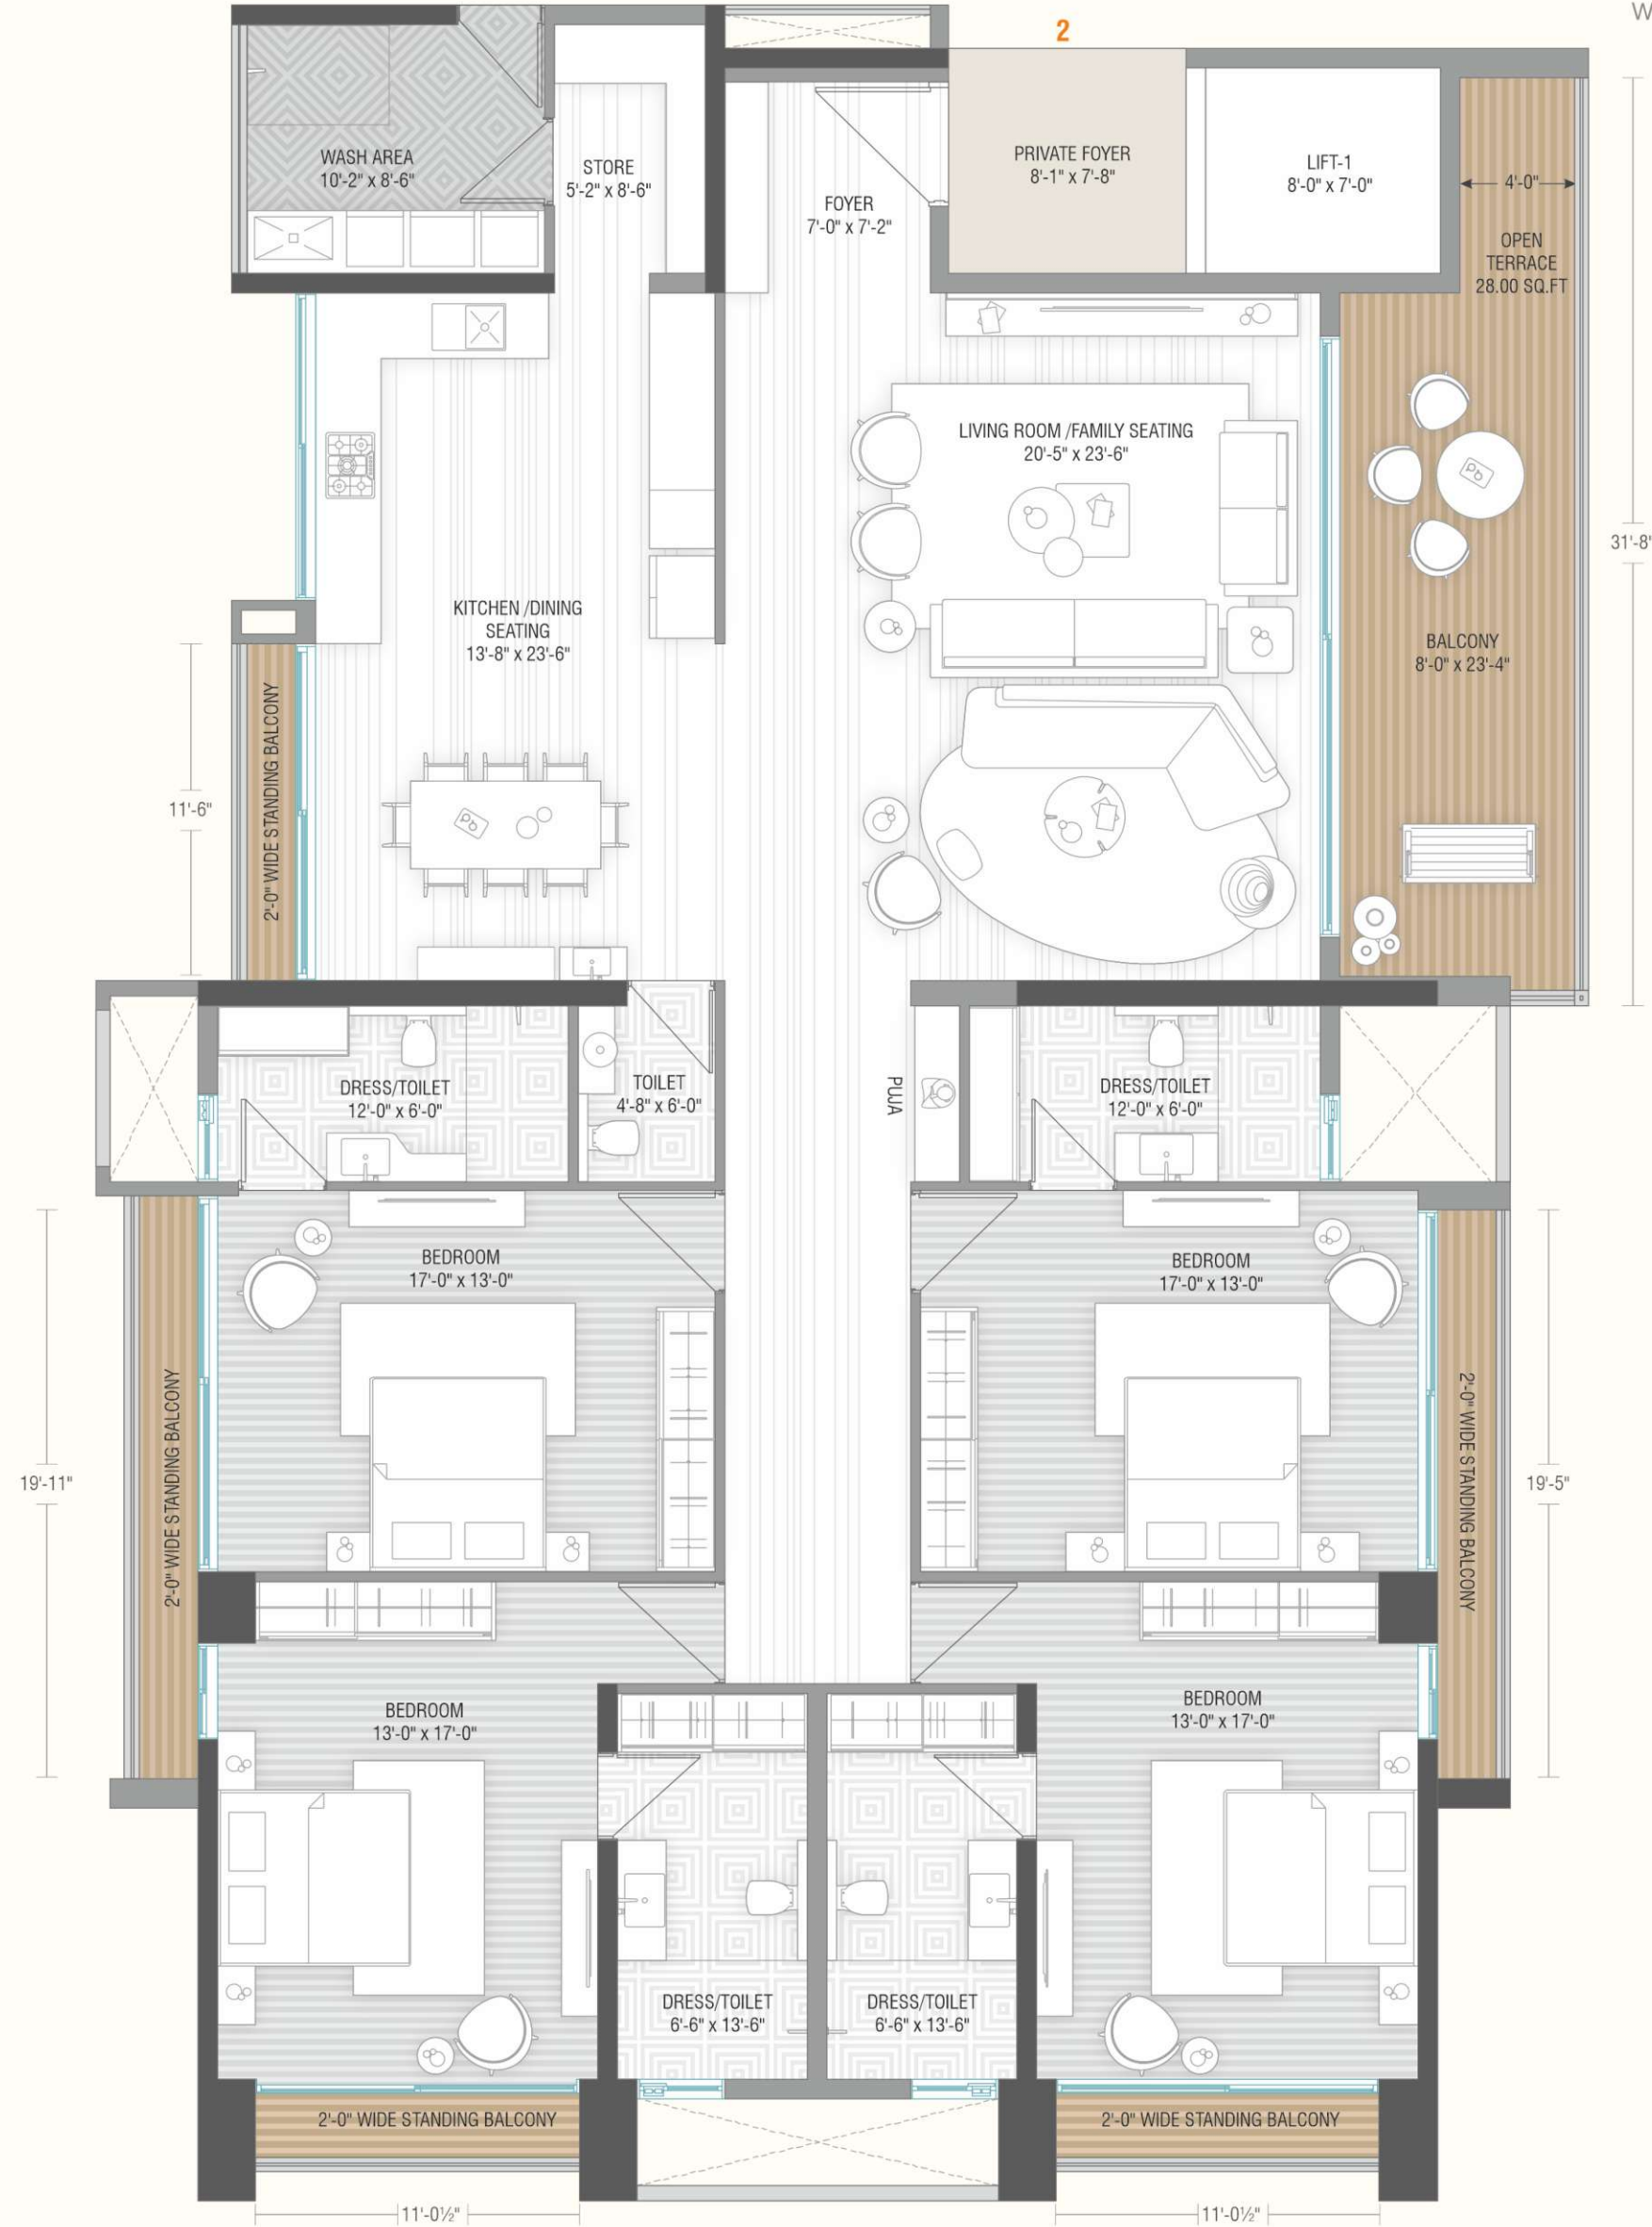 W
2
WASH AREA
10'-2" x 8'-6"
STORE
5'-2" x 8'-6"
FOYER
7'-0" x 7'-2"
PRIVATE FOYER
8'-1" x 7'-8"
LIFT-1
8'-0" x 7'-0"
4'-0"
OPEN
TERRACE
28.00 SQ.FT
LIVING ROOM /FAMILY SEATING
20'-5" x 23'-6"
31'-8"
KITCHEN /DINING
SEATING
13'-8" x 23'-6"
BALCONY
8'-0" x 23'-4"
2'-0" WIDE STANDING BALCONY
11'-6"
DRESS/TOILET
12'-0" x 6'-0"
TOILET
4'-8" x 6'-0"
PUJA
DRESS/TOILET
12'-0" x 6'-0"
BEDROOM
17'-0" x 13'-0"
BEDROOM
17'-0" x 13'-0"
19'-11"
2'-0" WIDE STANDING BALCONY
2'-0" WIDE STANDING BALCONY
19'-5"
BEDROOM
13'-0" x 17'-0"
BEDROOM
13'-0" x 17'-0"
DRESS/TOILET
6'-6" x 13'-6"
DRESS/TOILET
6'-6" x 13'-6"
2'-0" WIDE STANDING BALCONY
2'-0" WIDE STANDING BALCONY
11'-0½"
11'-0½"